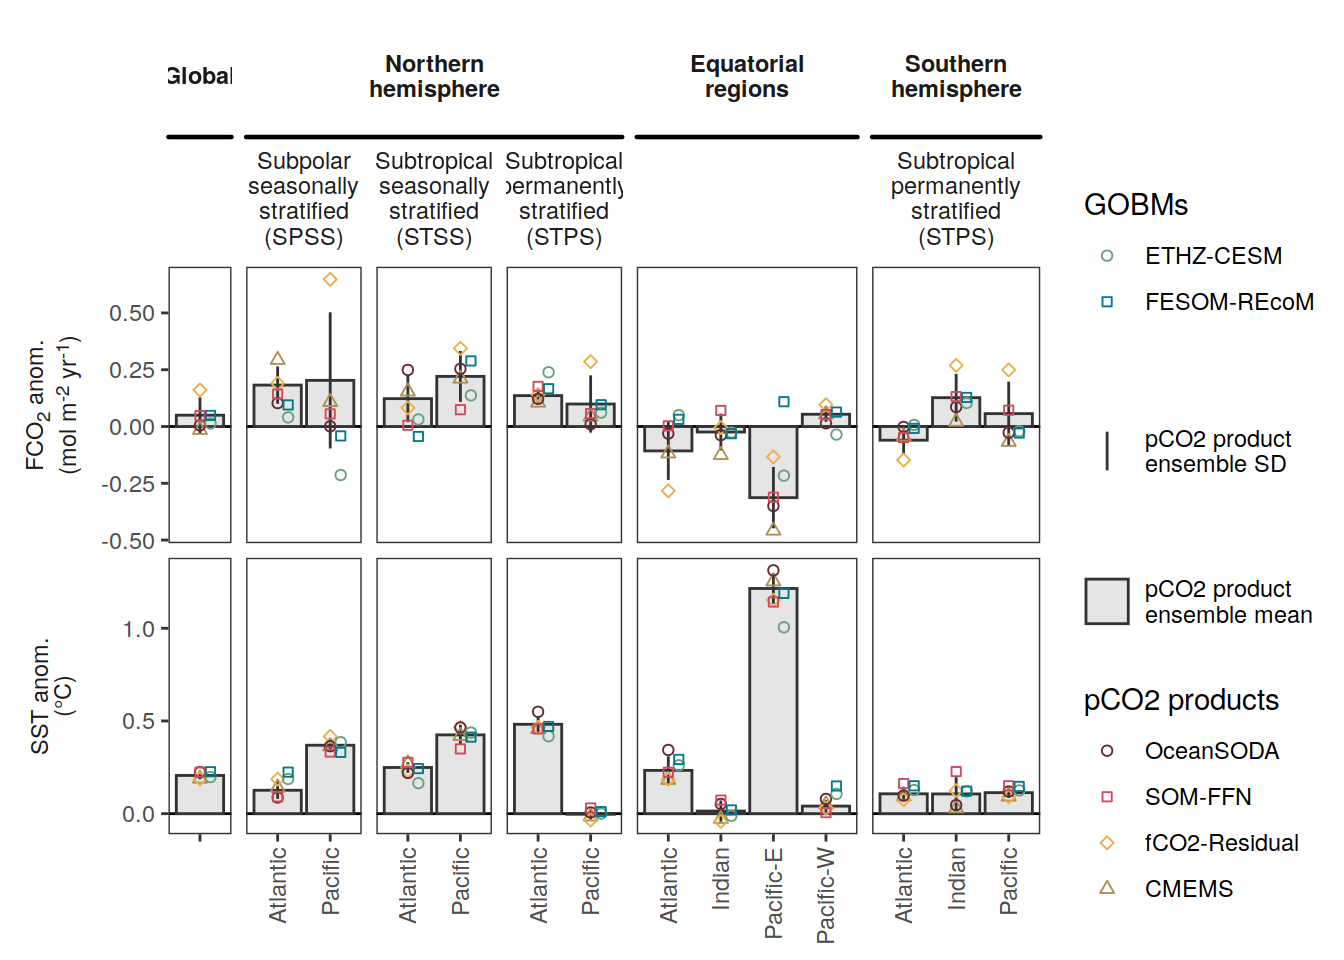 Global
Northern
hemisphere
Equatorial
regions
Southern
hemisphere
Subpolar
seasonally
stratified
(SPSS)
Subtropical
seasonally
stratified
(STSS)
Subtropical
permanently
stratified
(STPS)
Subtropical
permanently
stratified
(STPS)
FCO2 anom.
(mol m-2 yr-1)
0.50
0.25
0.00
-0.25
-0.50
SST anom.
(°C)
1.0
0.5
0.0
Atlantic
Pacific
Atlantic
Pacific
Atlantic
Pacific
Atlantic
Indian
Pacific-E
Pacific-W
Atlantic
Indian
Pacific
GOBMs
ETHZ-CESM
FESOM-REcoM
pCO2 product
ensemble SD
pCO2 product
ensemble mean
pCO2 products
OceanSODA
SOM-FFN
fCO2-Residual
CMEMS